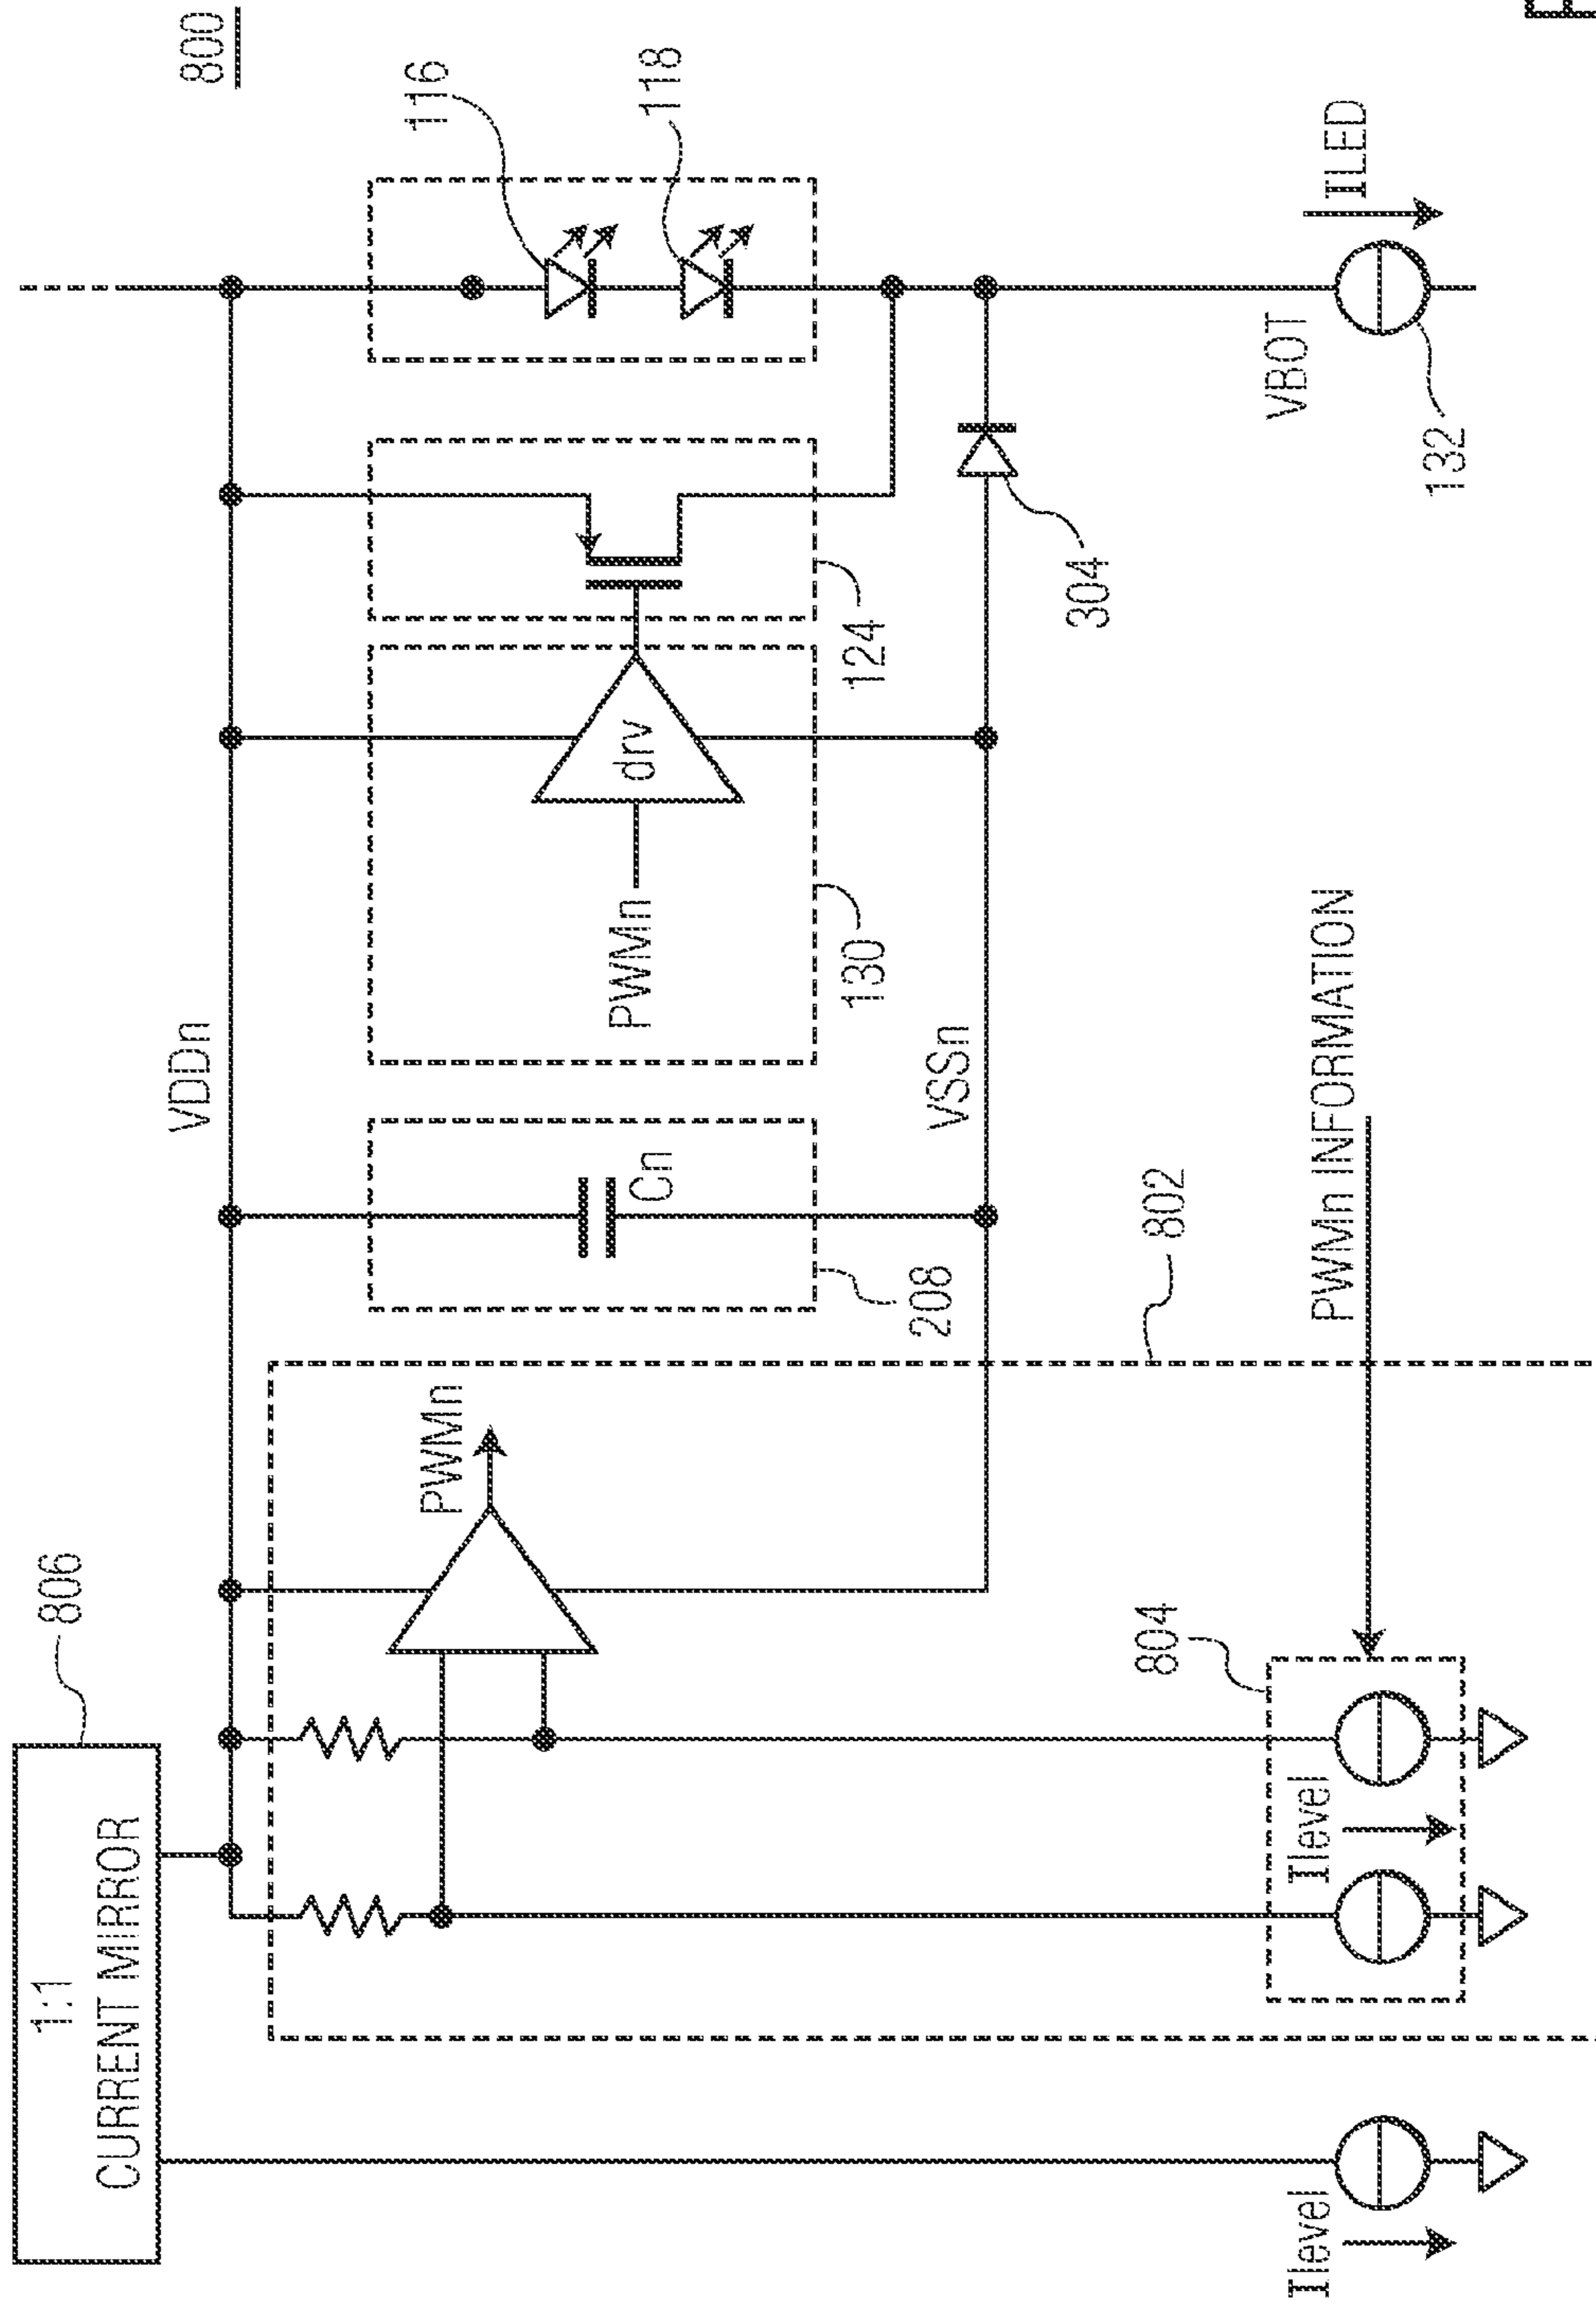 800
806
1:1
CURRENT MIRROR
VDDn
116
118
PWMn
Cn
PWMn
drv
208
130
124
VSSn
304
802
804
PWMn INFORMATION
VBOT
ILED
132
Ilevel
Ilevel